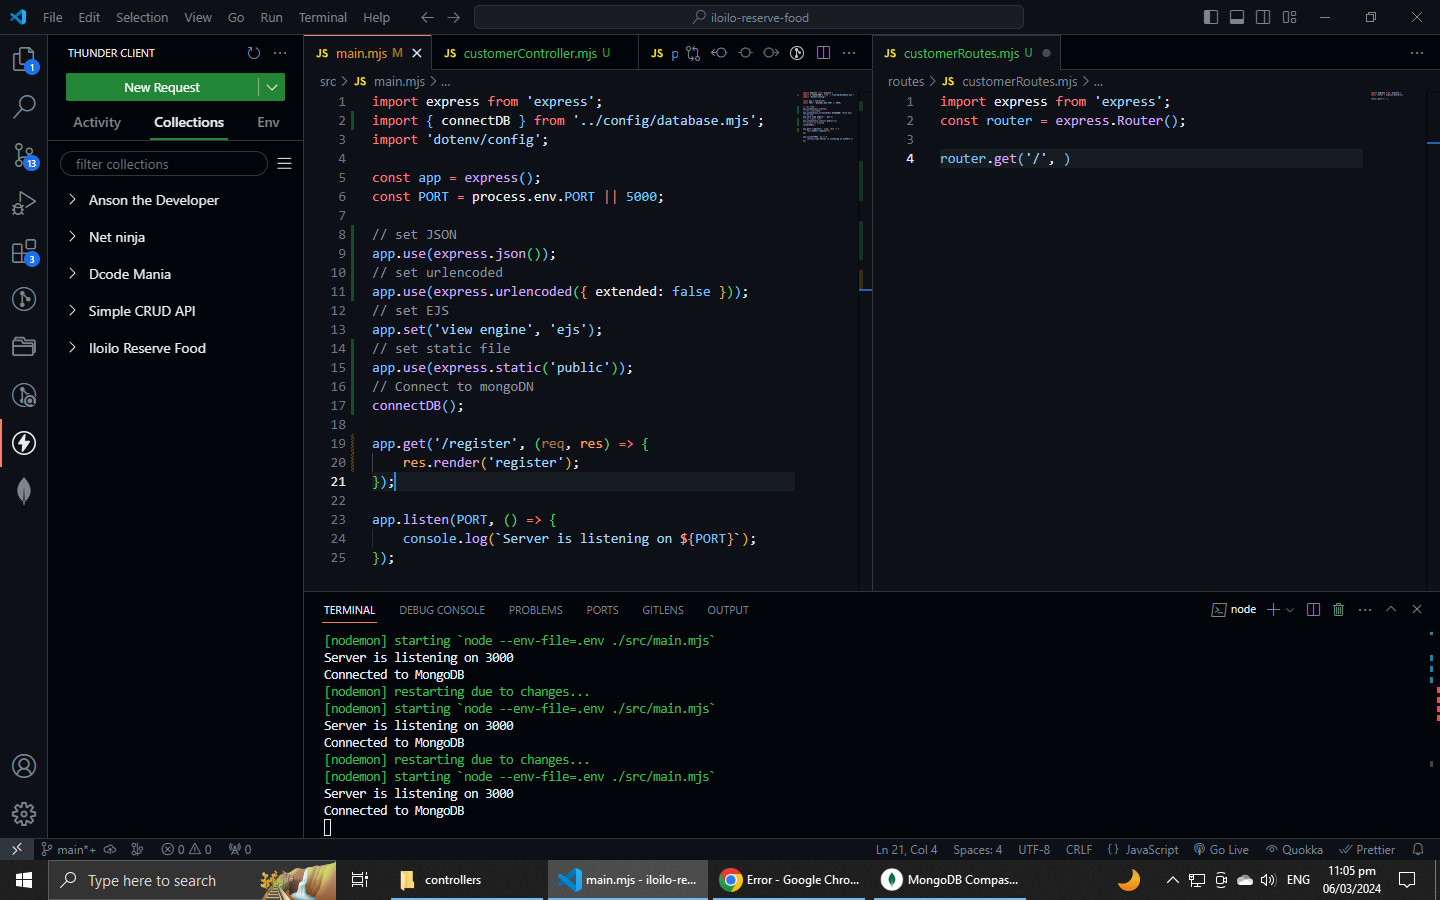 File Edit Selection View Go Run Terminal Help
iloilo-reserve-food
THUNDER CLIENT
New Request
Activity Collections Env
filter collections
Anson the Developer
Net ninja
Dcode Mania
Simple CRUD API
Iloilo Reserve Food
1
13
3
JS main.mjs M
JS customerController.mjs U
JS p
src > JS main.mjs > ...
1 import express from 'express';
2 import { connectDB } from '../config/database.mjs';
3 import 'dotenv/config';
4
5 const app = express();
6 const PORT = process.env.PORT || 5000;
7
8 // set JSON
9 app.use(express.json());
10 // set urlencoded
11 app.use(express.urlencoded({ extended: false }));
12 // set EJS
13 app.set('view engine', 'ejs');
14 // set static file
15 app.use(express.static('public'));
16 // Connect to mongoDN
17 connectDB();
18
19 app.get('/register', (req, res) => {
20 res.render('register');
21 });
22
23 app.listen(PORT, () => {
24 console.log(`Server is listening on ${PORT}`);
25 });
JS customerRoutes.mjs U
routes > JS customerRoutes.mjs > ...
1 import express from 'express';
2 const router = express.Router();
3
4 router.get('/', )
TERMINAL DEBUG CONSOLE PROBLEMS PORTS GITLENS OUTPUT
node
[nodemon] starting `node --env-file=.env ./src/main.mjs`
Server is listening on 3000
Connected to MongoDB
[nodemon] restarting due to changes...
[nodemon] starting `node --env-file=.env ./src/main.mjs`
Server is listening on 3000
Connected to MongoDB
[nodemon] restarting due to changes...
[nodemon] starting `node --env-file=.env ./src/main.mjs`
Server is listening on 3000
Connected to MongoDB
main*+ 0 0 0
Ln 21, Col 4 Spaces: 4 UTF-8 CRLF {} JavaScript Go Live Quokka Prettier
Type here to search
controllers
main.mjs - iloilo-re...
Error - Google Chro...
MongoDB Compas...
ENG
11:05 pm
06/03/2024